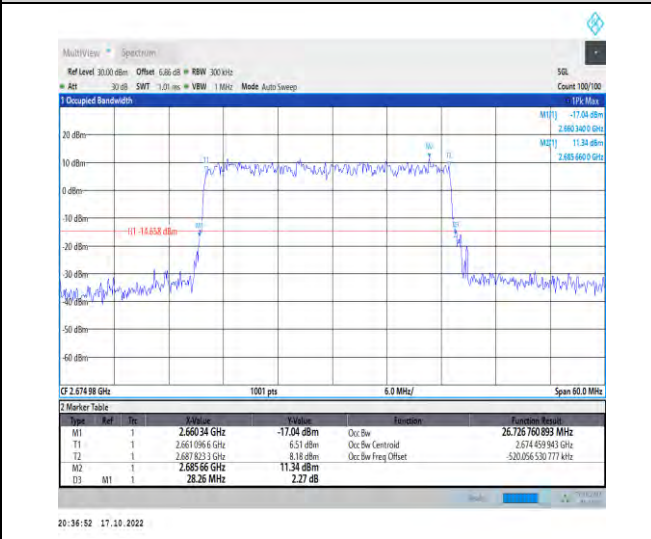 MultiView Spectrum
Ref Level 30.00 dBm Offset 6.86 dB RBW 300 kHz SGL
Att 30 dB SWT 1.01 ms VBW 1 MHz Mode Auto Sweep Count 100/100
1 Occupied Bandwidth 1Pk Max
M1[1] -17.04 dBm
2.660 340 0 GHz
20 dBm M2[1] 11.34 dBm
2.685 660 0 GHz
M2
T1 T2
10 dBm
0 dBm
-10 dBm
H1 -14.658 dBm M1 D3
-20 dBm
-30 dBm
-40 dBm
-50 dBm
-60 dBm
CF 2.674 98 GHz 1001 pts 6.0 MHz/ Span 60.0 MHz
2 Marker Table
Type Ref Trc X-Value Y-Value Function Function Result
M1 1 2.660 34 GHz -17.04 dBm Occ Bw 26.726 760 893 MHz
T1 1 2.661 096 6 GHz 6.51 dBm Occ Bw Centroid 2.674 459 943 GHz
T2 1 2.687 823 3 GHz 8.18 dBm Occ Bw Freq Offset -520.056 530 777 kHz
M2 1 2.685 66 GHz 11.34 dBm
D3 M1 1 28.26 MHz 2.27 dB
20:36:52 17.10.2022